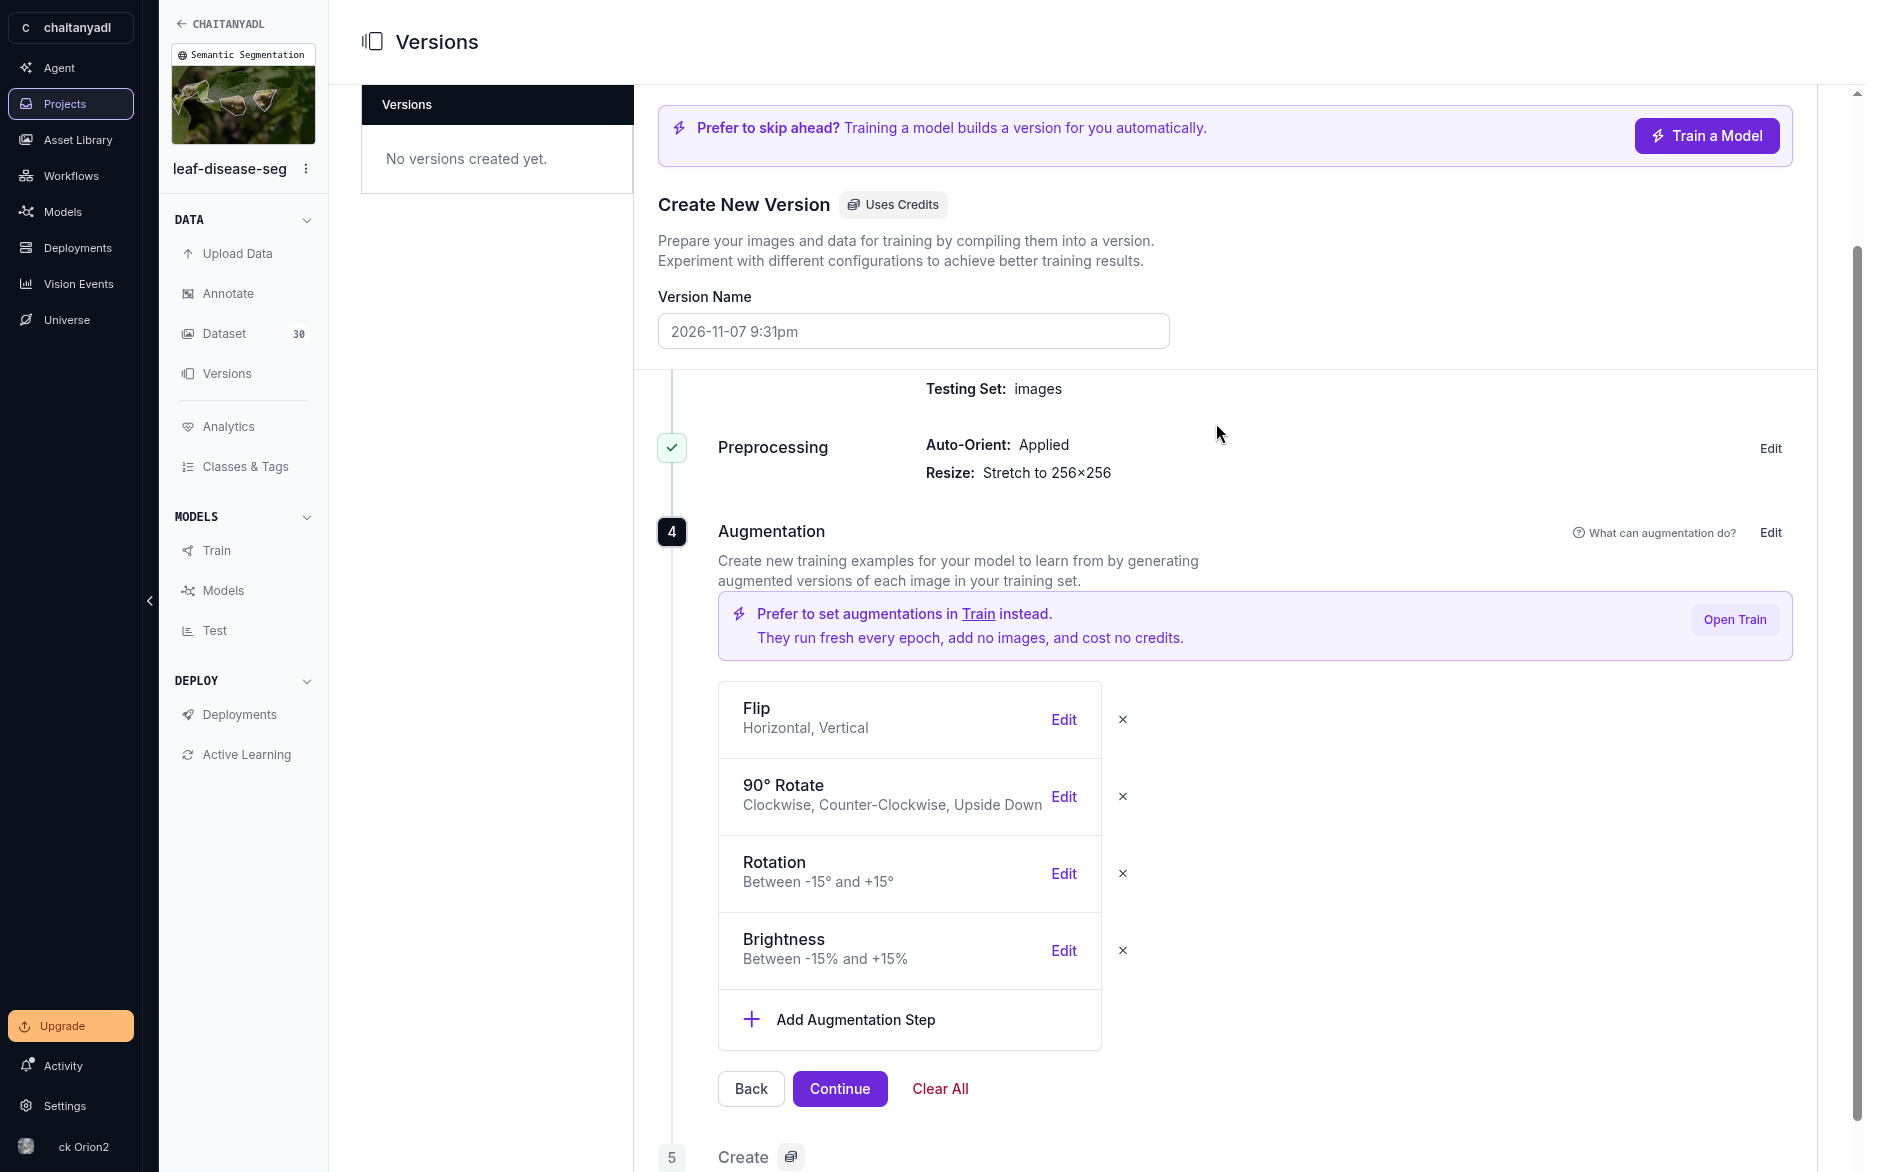 C chaitanyadl
Agent
Projects
Asset Library
Workflows
Models
Deployments
Vision Events
Universe
Upgrade
Activity
Settings
ck Orion2
CHAITANYADL
Semantic Segmentation
leaf-disease-seg
DATA
Upload Data
Annotate
Dataset 30
Versions
Analytics
Classes & Tags
MODELS
Train
Models
Test
DEPLOY
Deployments
Active Learning
Versions
Versions
No versions created yet.
Prefer to skip ahead? Training a model builds a version for you automatically.
Train a Model
Create New Version Uses Credits
Prepare your images and data for training by compiling them into a version.
Experiment with different configurations to achieve better training results.
Version Name
2026-11-07 9:31pm
Testing Set: images
Preprocessing
Auto-Orient: Applied
Edit
Resize: Stretch to 256×256
4 Augmentation
What can augmentation do? Edit
Create new training examples for your model to learn from by generating
augmented versions of each image in your training set.
Prefer to set augmentations in Train instead.
They run fresh every epoch, add no images, and cost no credits.
Open Train
Flip
Horizontal, Vertical
Edit ×
90° Rotate
Clockwise, Counter-Clockwise, Upside Down
Edit ×
Rotation
Between -15° and +15°
Edit ×
Brightness
Between -15% and +15%
Edit ×
Add Augmentation Step
Back Continue Clear All
5 Create